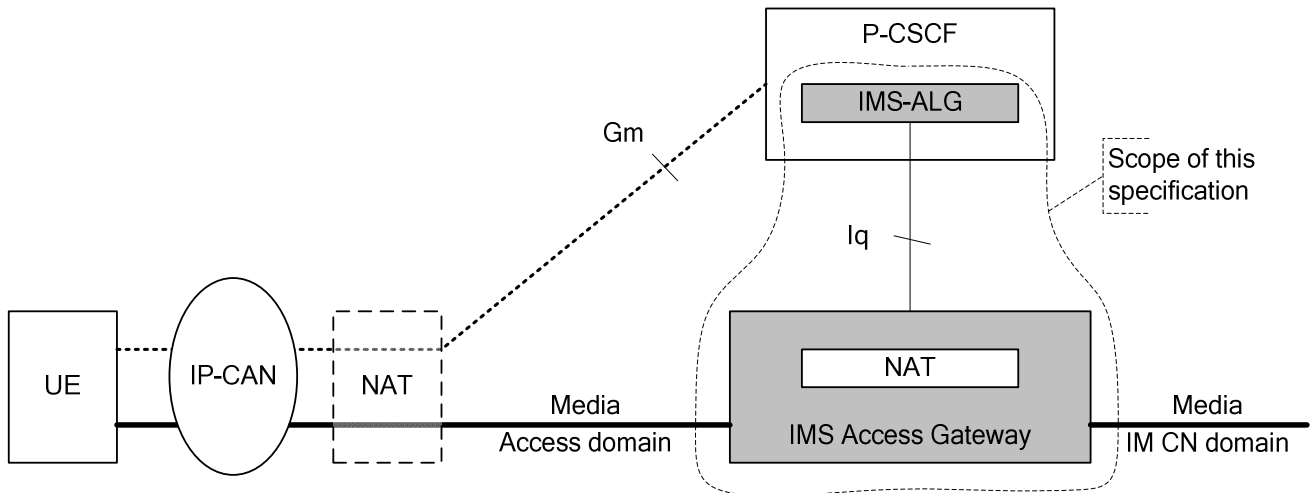 P-CSCF
IMS-ALG
Gm
Scope of this
specification
Iq
UE
IP-CAN
NAT
NAT
Media
Access domain
IMS Access Gateway
Media
IM CN domain